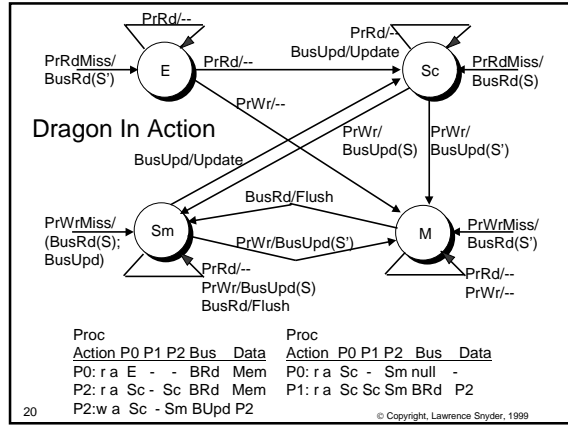 PrRd/--
PrRdMiss/
BusRd(S')
E
PrRd/--
PrRd/--
BusUpd/Update
Sc
PrRdMiss/
BusRd(S)
PrWr/--
Dragon In Action
BusUpd/Update
PrWr/
BusUpd(S)
PrWr/
BusUpd(S')
BusRd/Flush
PrWrMiss/
(BusRd(S);
BusUpd)
Sm
PrWr/BusUpd(S')
M
PrWrMiss/
BusRd(S')
PrRd/--
PrWr/BusUpd(S)
BusRd/Flush
PrRd/--
PrWr/--
Proc
Action P0 P1 P2 Bus Data
P0: r a E - - BRd Mem
P2: r a Sc - Sc BRd Mem
P2:w a Sc - Sm BUpd P2
Proc
Action P0 P1 P2 Bus Data
P0: r a Sc - Sm null -
P1: r a Sc Sc Sm BRd P2
20
© Copyright, Lawrence Snyder, 1999